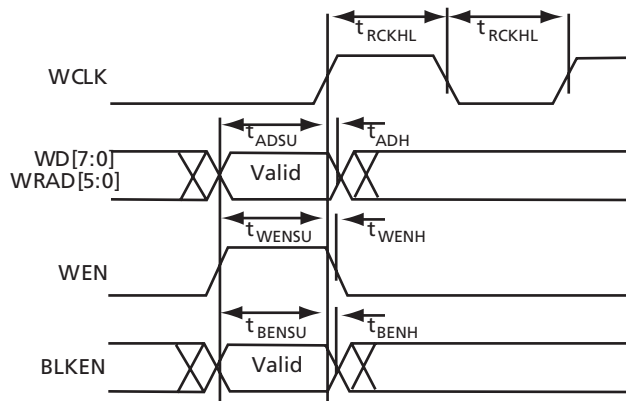 tRCKHL tRCKHL
WCLK
tADSU tADH
WD[7:0]
WRAD[5:0]
Valid
tWENSU tWENH
WEN
tBENSU tBENH
BLKEN
Valid